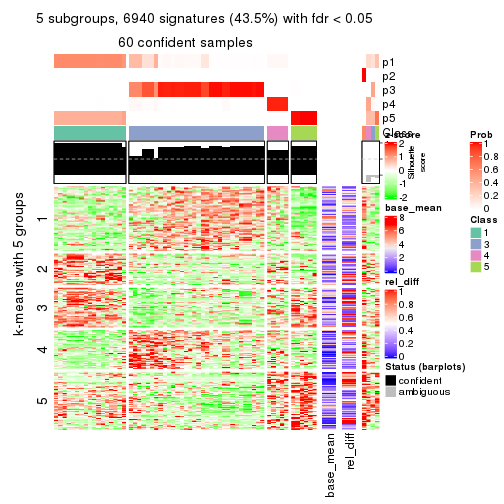 5 subgroups, 6940 signatures (43.5%) with fdr < 0.05
60 confident samples
p1
p2
p3
p4
p5
Class
z-score
2
1
0
-1
-2
Silhouette
score
Prob
1
0.8
0.6
0.4
0.2
0
Class
1
3
4
5
base_mean
8
6
4
2
0
rel_diff
1
0.8
0.6
0.4
0.2
0
Status (barplots)
confident
ambiguous
k-means with 5 groups
1
2
3
4
5
base_mean
rel_diff